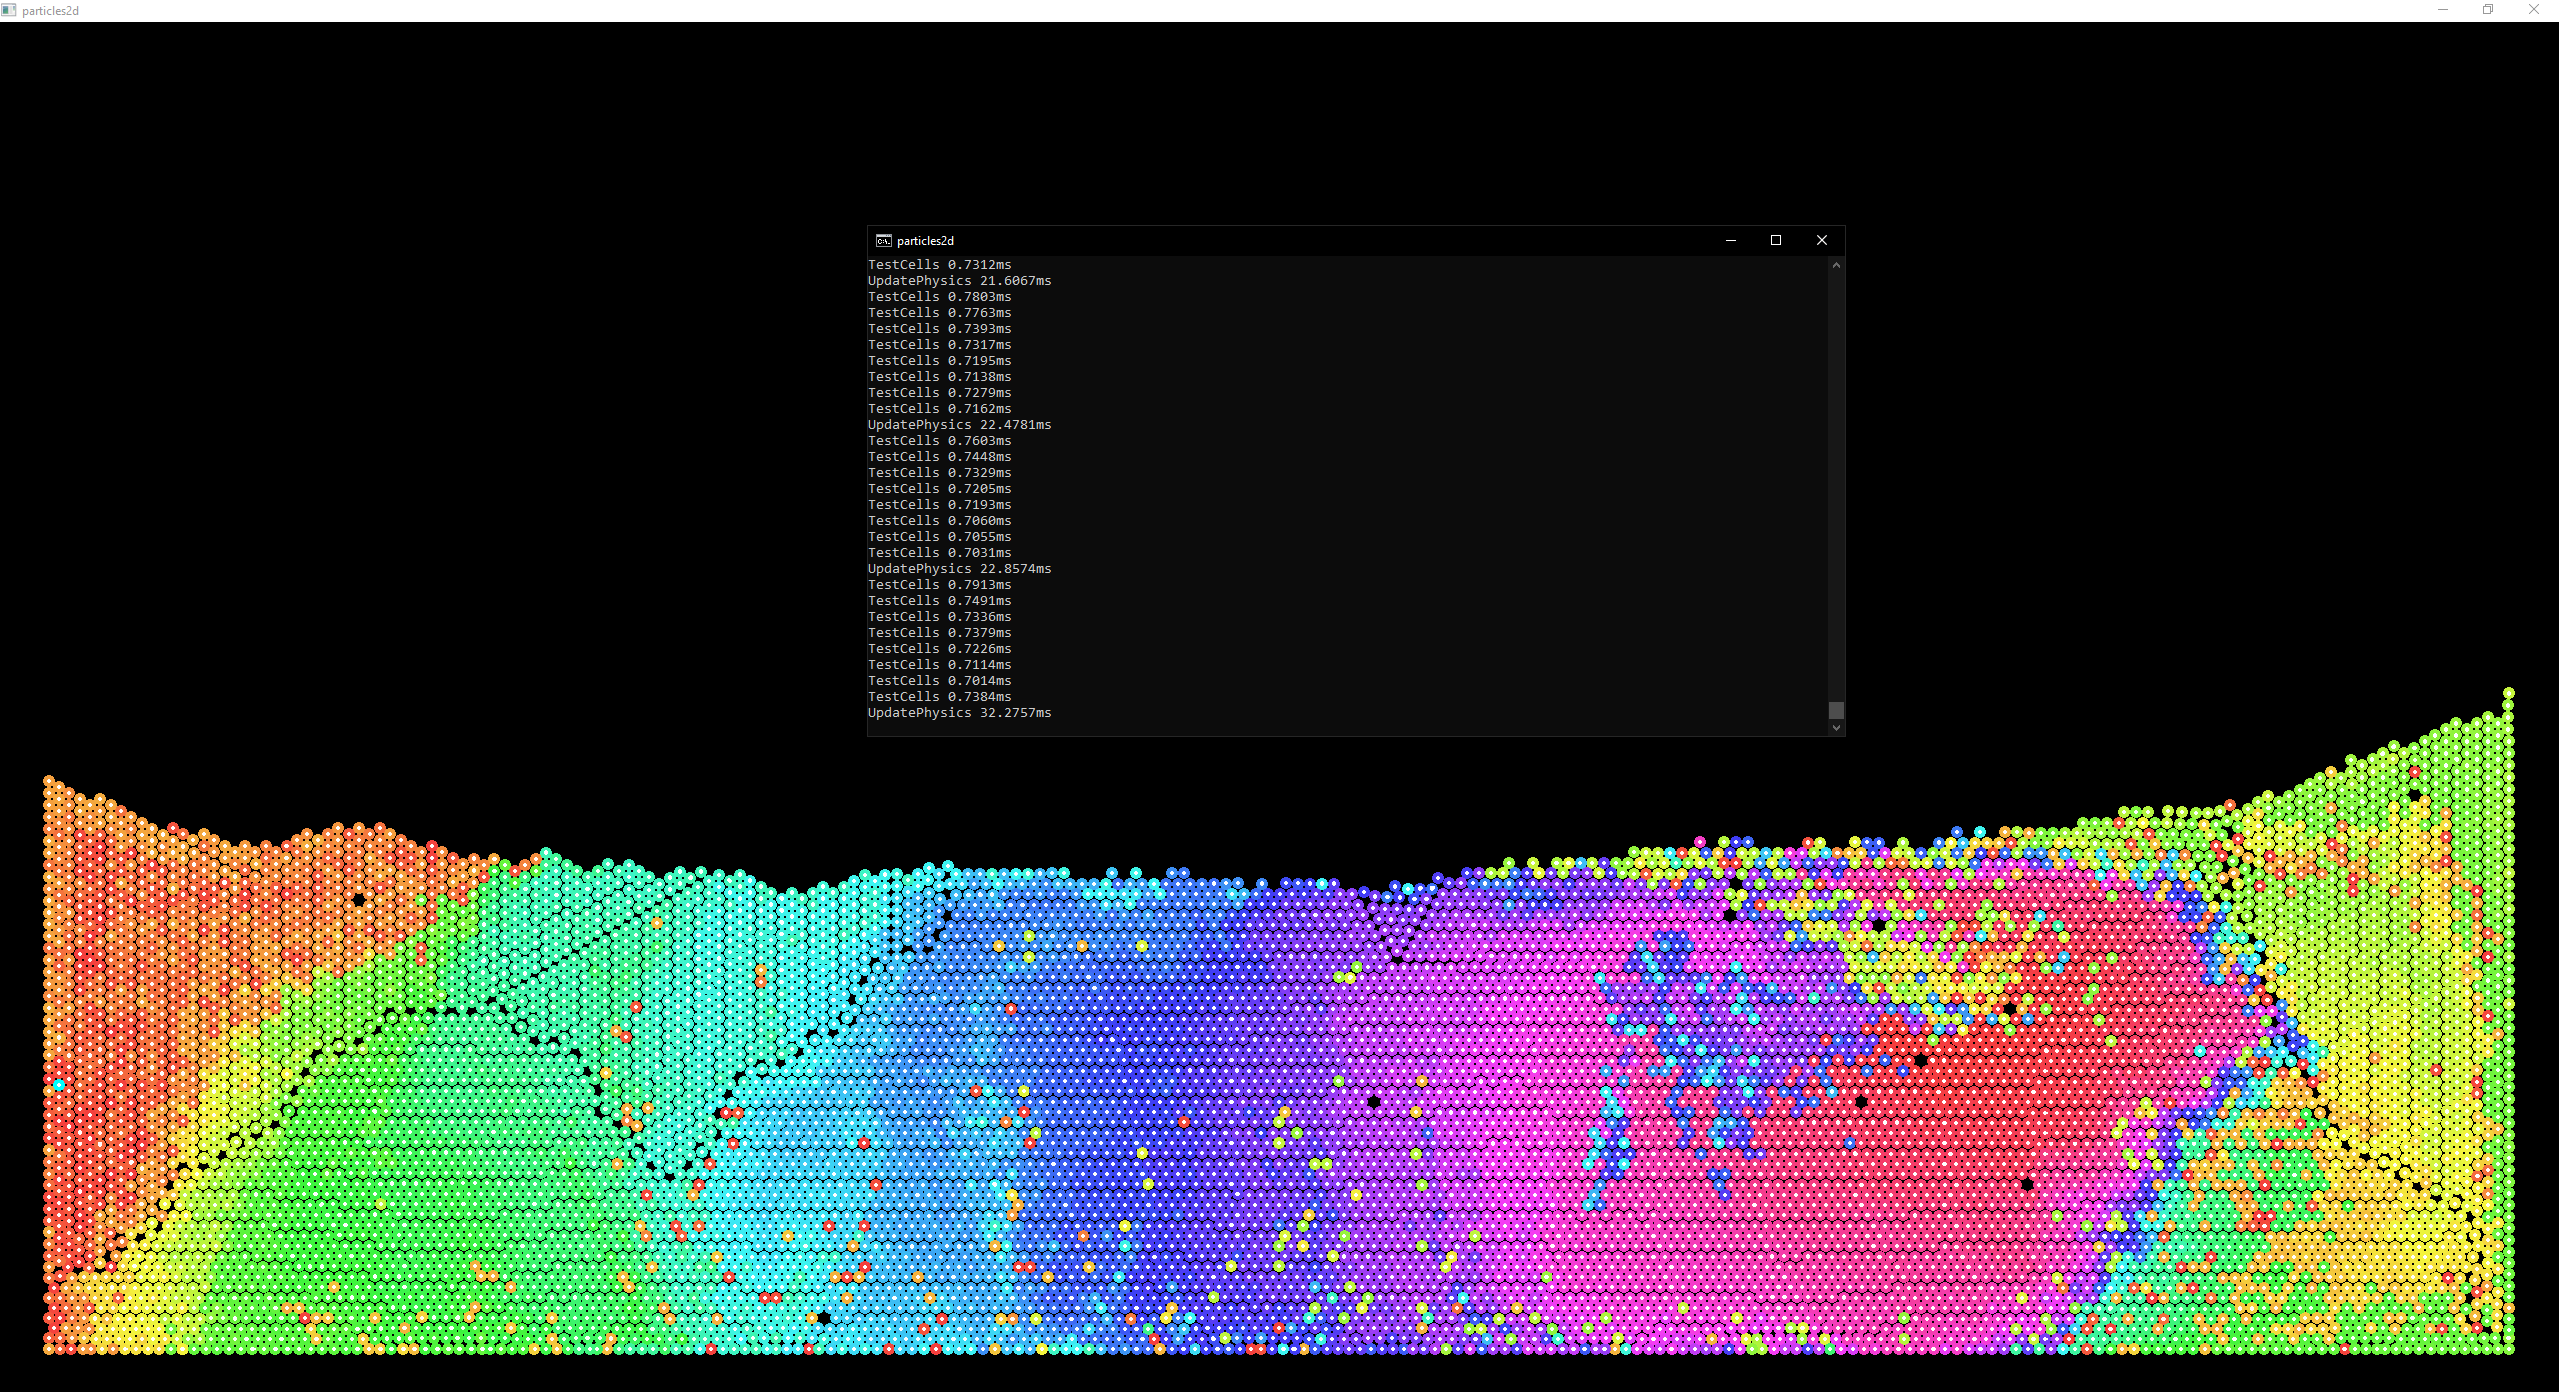 particles2d
particles2d
TestCells 0.7312ms
UpdatePhysics 21.6067ms
TestCells 0.7803ms
TestCells 0.7763ms
TestCells 0.7393ms
TestCells 0.7317ms
TestCells 0.7195ms
TestCells 0.7138ms
TestCells 0.7279ms
TestCells 0.7162ms
UpdatePhysics 22.4781ms
TestCells 0.7603ms
TestCells 0.7448ms
TestCells 0.7329ms
TestCells 0.7205ms
TestCells 0.7193ms
TestCells 0.7060ms
TestCells 0.7055ms
TestCells 0.7031ms
UpdatePhysics 22.8574ms
TestCells 0.7913ms
TestCells 0.7491ms
TestCells 0.7336ms
TestCells 0.7379ms
TestCells 0.7226ms
TestCells 0.7114ms
TestCells 0.7014ms
TestCells 0.7384ms
UpdatePhysics 32.2757ms